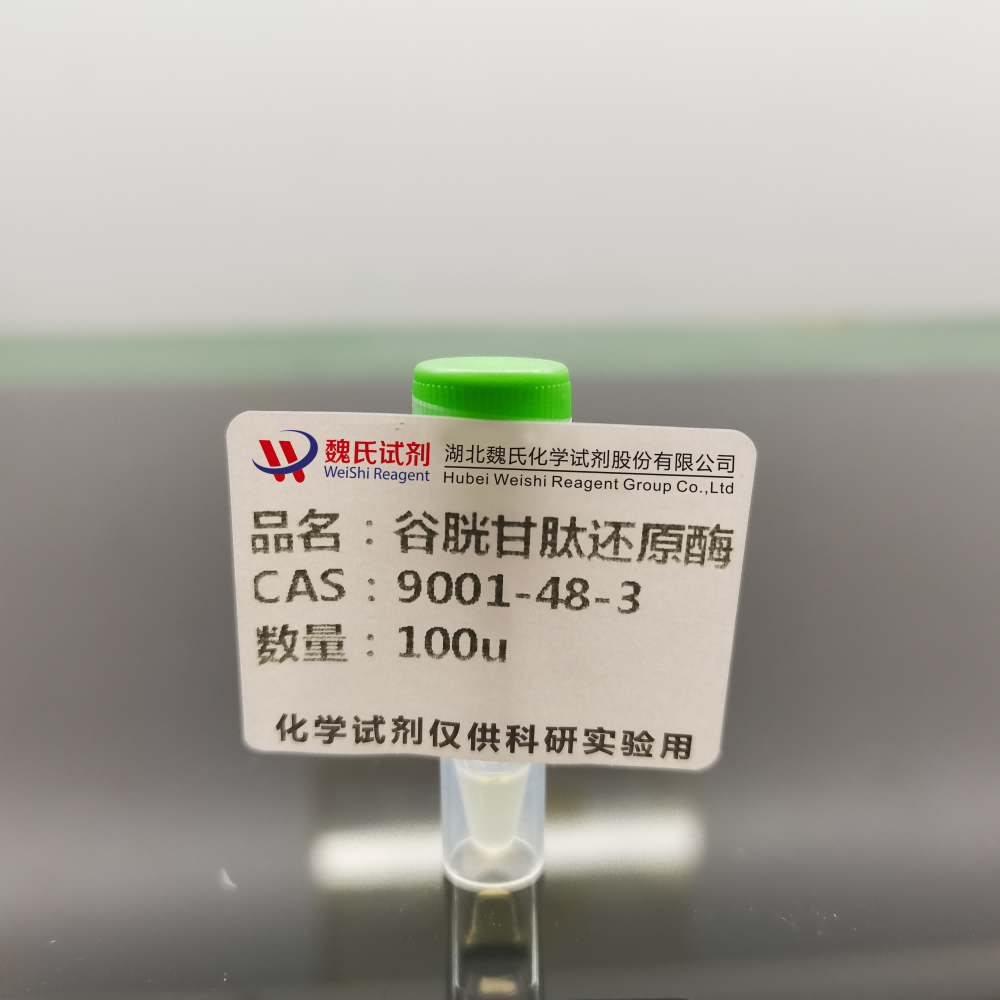 魏氏试剂
WeiShi Reagent
湖北魏氏化学试剂股份有限公司
Hubei Weishi Reagent Group Co.,Ltd
品名：谷胱甘肽还原酶
CAS：9001-48-3
数量：100u
化学试剂仅供科研实验用